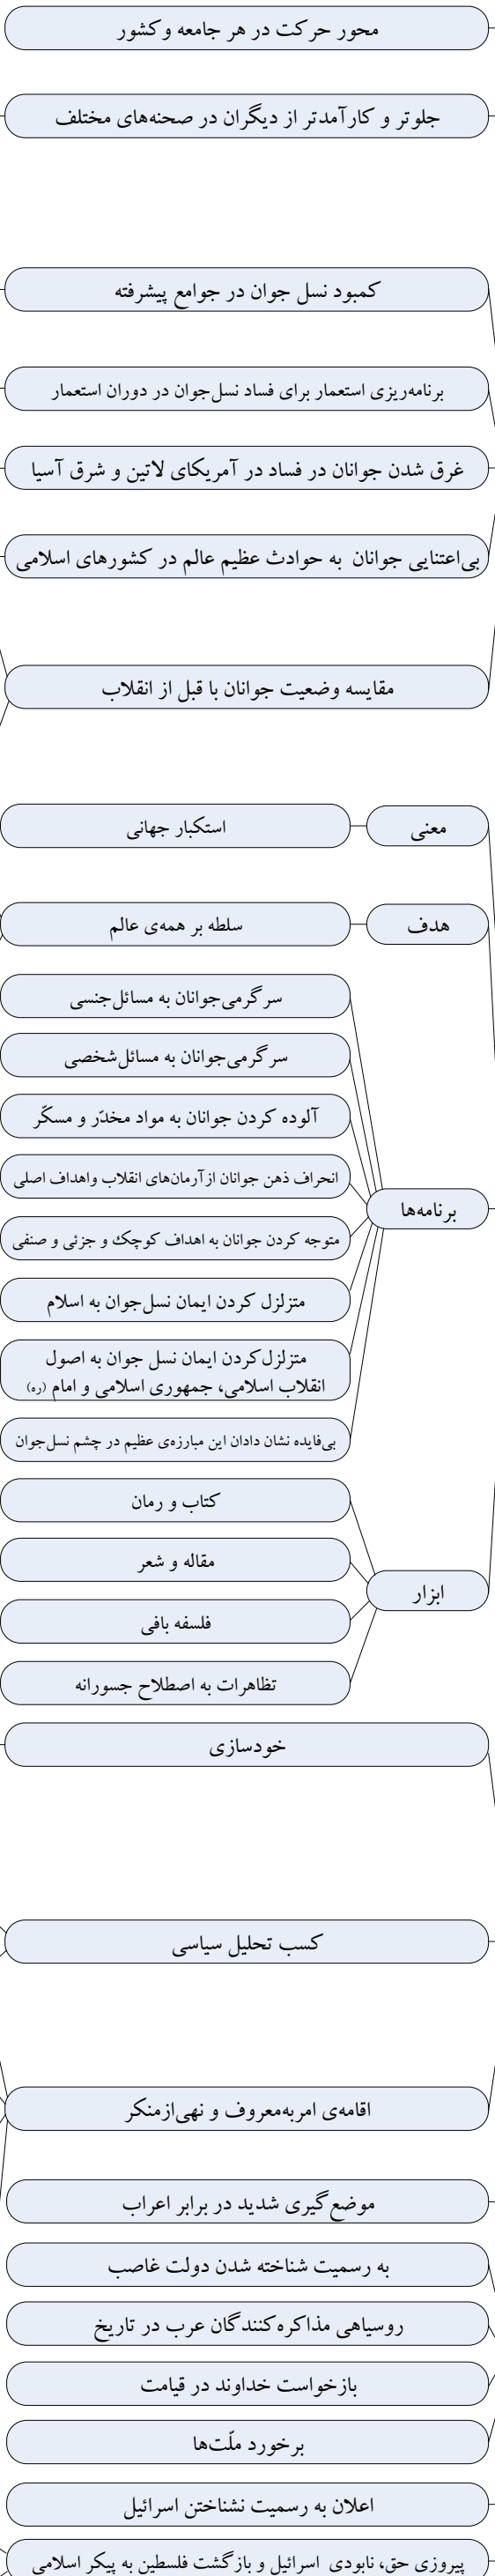 محور حرکت در هر جامعه و کشور
جلوتر و کارآمدتر از دیگران در صحنه‌های مختلف
کمبود نسل جوان در جوامع پیشرفته
برنامه‌ریزی استعمار برای فساد نسل‌جوان در دوران استعمار
غرق شدن جوانان در فساد در آمریکای لاتین و شرق آسیا
بی‌اعتنایی جوانان به حوادث عظیم عالم در کشورهای اسلامی
مقایسه وضعیت جوانان با قبل از انقلاب
معنی
استکبار جهانی
هدف
سلطه بر همه‌ی عالم
برنامه‌ها
سرگرمی‌جوانان به مسائل‌جنسی
سرگرمی‌جوانان به مسائل‌شخصی
آلوده کردن جوانان به مواد مخدّر و مسکّر
انحراف ذهن جوانان از آرمان‌های انقلاب واهداف اصلی
متوجه کردن جوانان به اهداف کوچک و جزئی و صنفی
متزلزل کردن ایمان نسل‌جوان به اسلام
متزلزل‌کردن ایمان نسل جوان به اصول
انقلاب اسلامی، جمهوری اسلامی و امام (ره)
بی‌فایده نشان دادان این مبارزه‌ی عظیم در چشم نسل‌جوان
ابزار
کتاب و رمان
مقاله و شعر
فلسفه بافی
تظاهرات به اصطلاح جسورانه
خودسازی
کسب تحلیل سیاسی
اقامه‌ی امربه‌معروف و نهی‌ازمنکر
موضع‌گیری شدید در برابر اعراب
به رسمیت شناخته شدن دولت غاصب
روسیاهی مذاکره‌کنندگان عرب در تاریخ
بازخواست خداوند در قیامت
برخورد ملّت‌ها
اعلان به رسمیت نشناختن اسرائیل
پیروزی حق، نابودی اسرائیل و بازگشت فلسطین به پیکر اسلامی